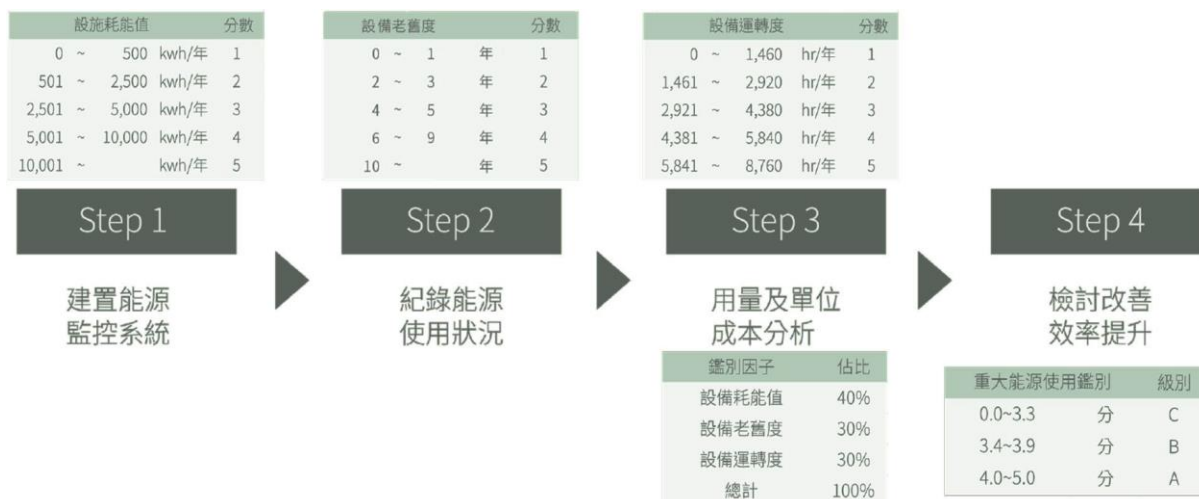 設施耗能值 分數
0 ~ 500 kwh/年 1
501 ~ 2,500 kwh/年 2
2,501 ~ 5,000 kwh/年 3
5,001 ~ 10,000 kwh/年 4
10,001 ~ kwh/年 5
設備老舊度 分數
0 ~ 1 年 1
2 ~ 3 年 2
4 ~ 5 年 3
6 ~ 9 年 4
10 ~ 年 5
設備運轉度 分數
0 ~ 1,460 hr/年 1
1,461 ~ 2,920 hr/年 2
2,921 ~ 4,380 hr/年 3
4,381 ~ 5,840 hr/年 4
5,841 ~ 8,760 hr/年 5
Step 1
建置能源
監控系統
Step 2
紀錄能源
使用狀況
Step 3
用量及單位
成本分析
鑑別因子 佔比
設備耗能值 40%
設備老舊度 30%
設備運轉度 30%
總計 100%
Step 4
檢討改善
效率提升
重大能源使用鑑別 級別
0.0~3.3 分 C
3.4~3.9 分 B
4.0~5.0 分 A